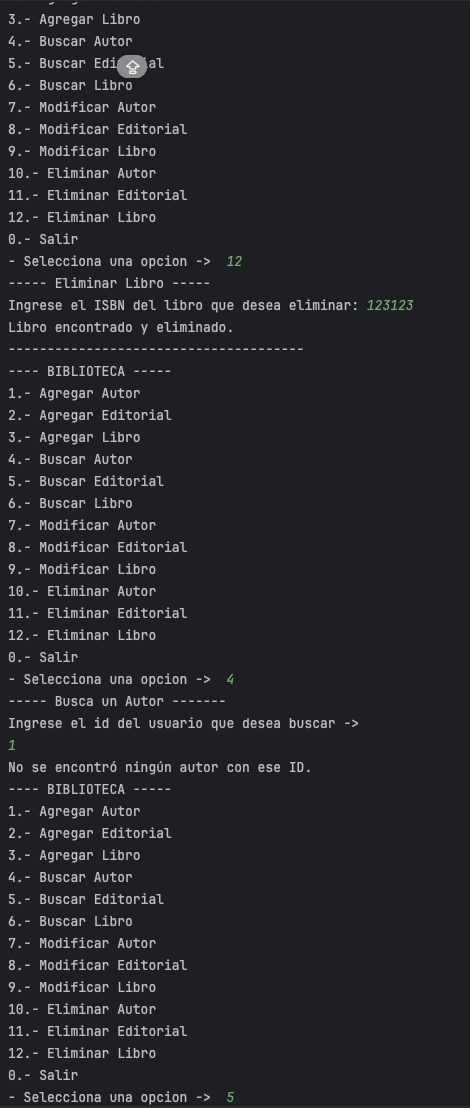 3.- Agregar Libro
4.- Buscar Autor
5.- Buscar
6.- Buscar Libro
7.- Modificar Autor
8.- Modificar Editorial
9.- Modificar Libro
10.- Eliminar Autor
11.- Eliminar Editorial
12.- Eliminar Libro
0.- Salir
- Selecciona una opcion ->  12
----- Eliminar Libro -----
Ingrese el ISBN del libro que desea eliminar: 123123
Libro encontrado y eliminado.
--------------------------------------
---- BIBLIOTECA -----
1.- Agregar Autor
2.- Agregar Editorial
3.- Agregar Libro
4.- Buscar Autor
5.- Buscar Editorial
6.- Buscar Libro
7.- Modificar Autor
8.- Modificar Editorial
9.- Modificar Libro
10.- Eliminar Autor
11.- Eliminar Editorial
12.- Eliminar Libro
0.- Salir
- Selecciona una opcion ->  4
----- Busca un Autor -------
Ingrese el id del usuario que desea buscar ->
1
No se encontró ningún autor con ese ID.
---- BIBLIOTECA -----
1.- Agregar Autor
2.- Agregar Editorial
3.- Agregar Libro
4.- Buscar Autor
5.- Buscar Editorial
6.- Buscar Libro
7.- Modificar Autor
8.- Modificar Editorial
9.- Modificar Libro
10.- Eliminar Autor
11.- Eliminar Editorial
12.- Eliminar Libro
0.- Salir
- Selecciona una opcion ->  5